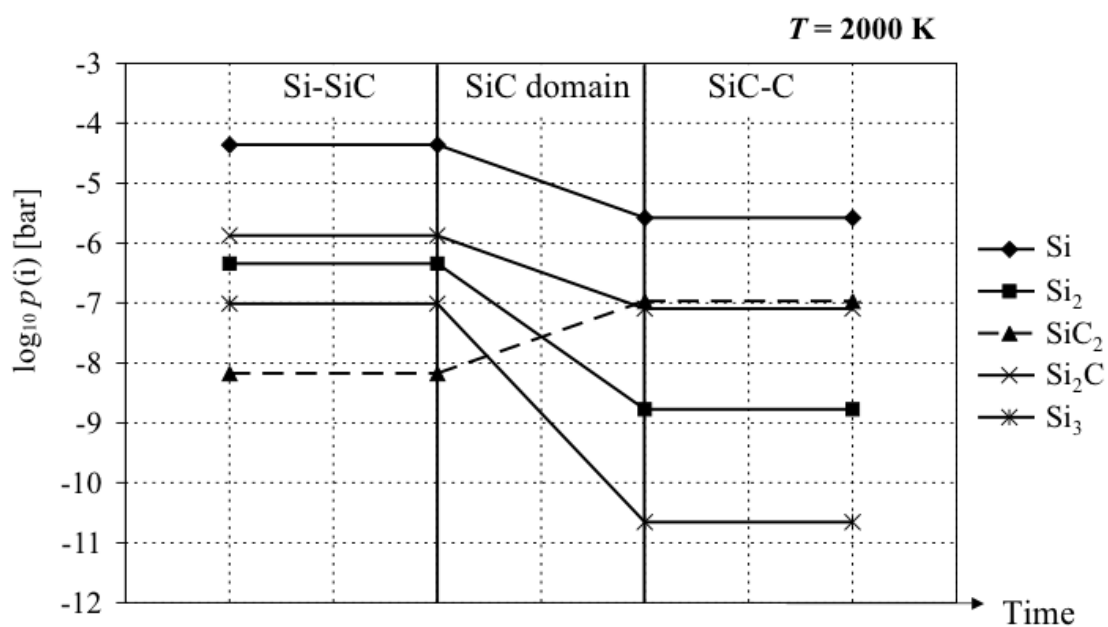 T = 2000 K
Si-SiC
SiC domain
SiC-C
-3
-4
-5
-6
-7
-8
-9
-10
-11
-12
log₁₀ p(i) [bar]
Si
Si₂
SiC₂
Si₂C
Si₃
Time